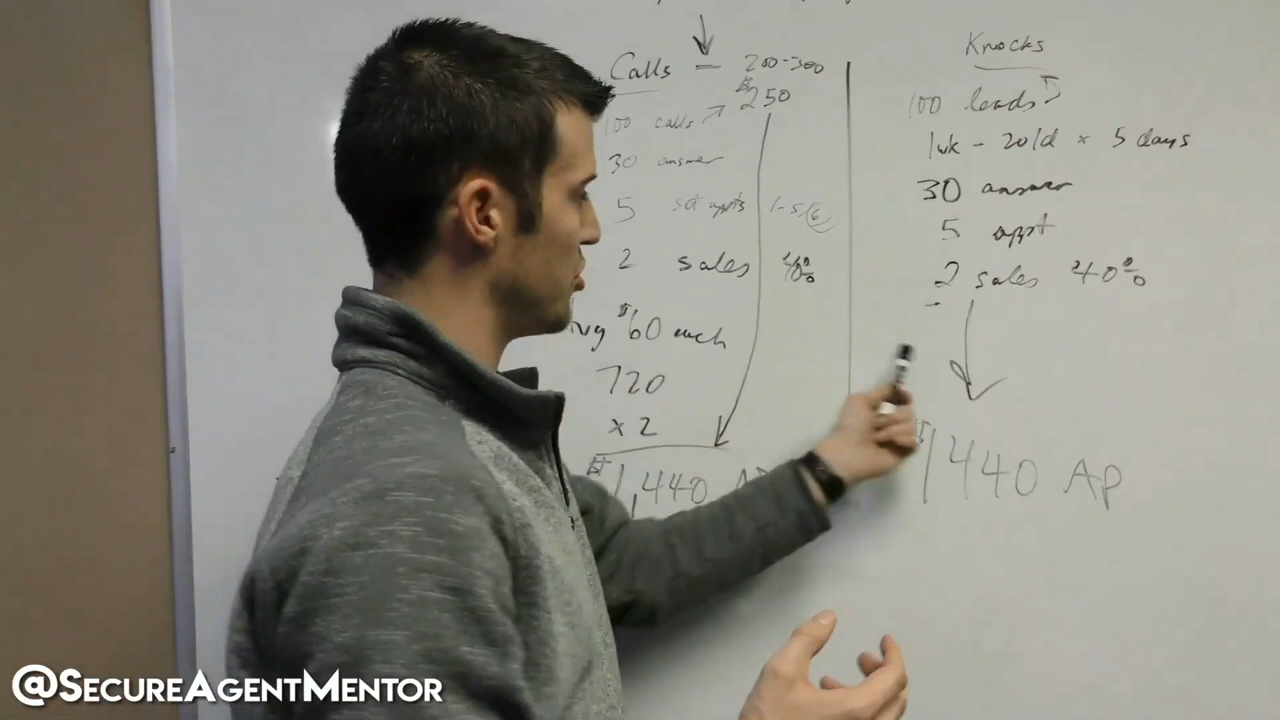 Calls – 200-300
$250
100 calls
30 answer
5 set appts 1-5/6
2 sales 40%
Avg $60 each
720
x 2
$1,440 AP
Knocks
100 leads
1wk - 20/d x 5 days
30 answer
5 appt
2 sales 40%
$1440 AP
@SecureAgentMentor